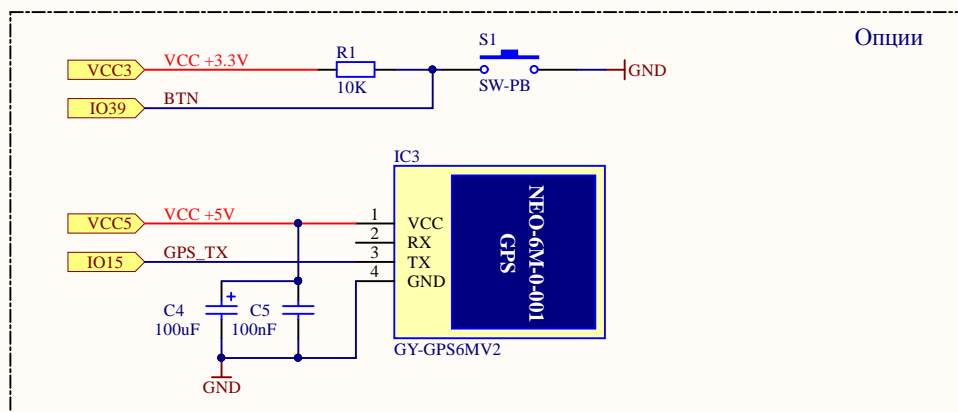 Опции
VCC3
VCC +3.3V
R1
10K
S1
SW-PB
GND
IO39
BTN
IC3
VCC5
VCC +5V
1
VCC
2
RX
IO15
GPS_TX
3
TX
4
GND
NEO-6M-0-001
GPS
C4
100uF
+
C5
100nF
GY-GPS6MV2
GND